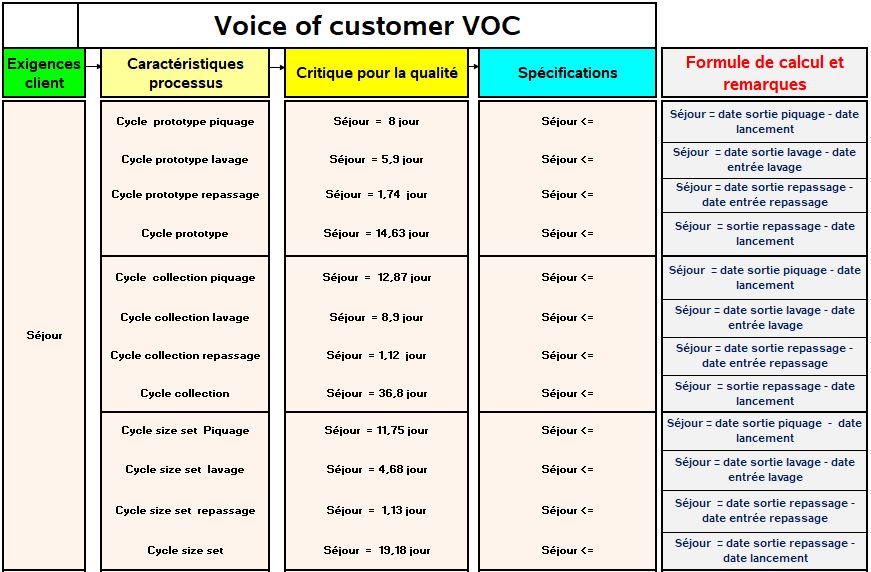 Voice of customer VOC
Exigences
client
Caractéristiques
processus
Critique pour la qualité
Spécifications
Formule de calcul et
remarques
Séjour
Cycle prototype piquage
Séjour = 8 jour
Séjour <=
Séjour = date sortie piquage - date
lancement
Cycle prototype lavage
Séjour = 5,9 jour
Séjour <=
Séjour = date sortie lavage - date
entrée lavage
Cycle prototype repassage
Séjour = 1,74 jour
Séjour <=
Séjour = date sortie repassage -
date entrée repassage
Cycle prototype
Séjour = 14,63 jour
Séjour <=
Séjour = sortie repassage - date
lancement
Cycle collection piquage
Séjour = 12,87 jour
Séjour <=
Séjour = date sortie piquage - date
lancement
Cycle collection lavage
Séjour = 8,9 jour
Séjour <=
Séjour = date sortie lavage - date
entrée lavage
Cycle collection repassage
Séjour = 1,12 jour
Séjour <=
Séjour = date sortie repassage -
date entrée repassage
Cycle collection
Séjour = 36,8 jour
Séjour <=
Séjour = sortie repassage - date
lancement
Cycle size set Piquage
Séjour = 11,75 jour
Séjour <=
Séjour = date sortie piquage - date
lancement
Cycle size set lavage
Séjour = 4,68 jour
Séjour <=
Séjour = date sortie lavage - date
entrée lavage
Cycle size set repassage
Séjour = 1,13 jour
Séjour <=
Séjour = date sortie repassage -
date entrée repassage
Cycle size set
Séjour = 19,18 jour
Séjour <=
Séjour = date sortie repassage -
date lancement